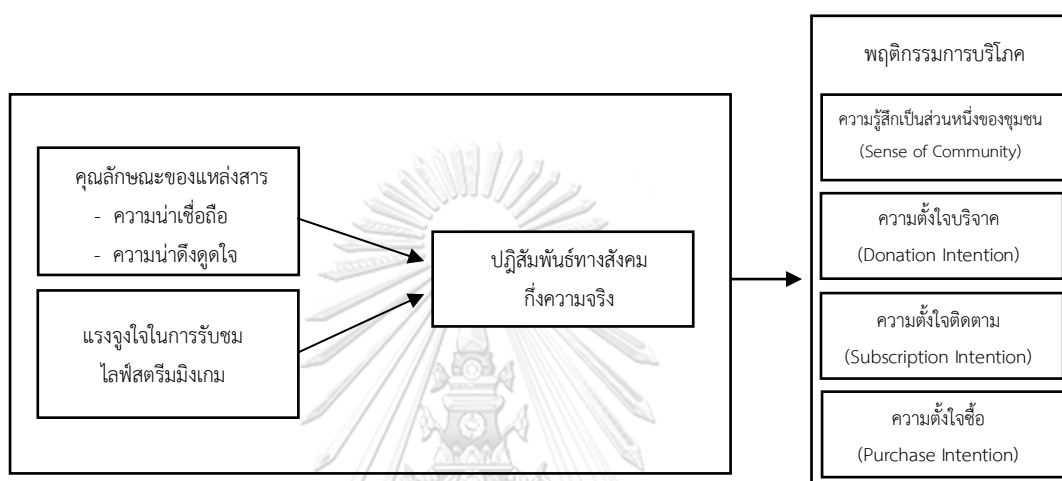 คุณลักษณะของแหล่งสาร
- ความน่าเชื่อถือ
- ความน่าดึงดูดใจ
แรงจูงใจในการรับชม
ไลฟ์สตรีมมิงเกม
ปฎิสัมพันธ์ทางสังคม
กึ่งความจริง
พฤติกรรมการบริโภค
ความรู้สึกเป็นส่วนหนึ่งของชุมชน
(Sense of Community)
ความตั้งใจบริจาค
(Donation Intention)
ความตั้งใจติดตาม
(Subscription Intention)
ความตั้งใจซื้อ
(Purchase Intention)